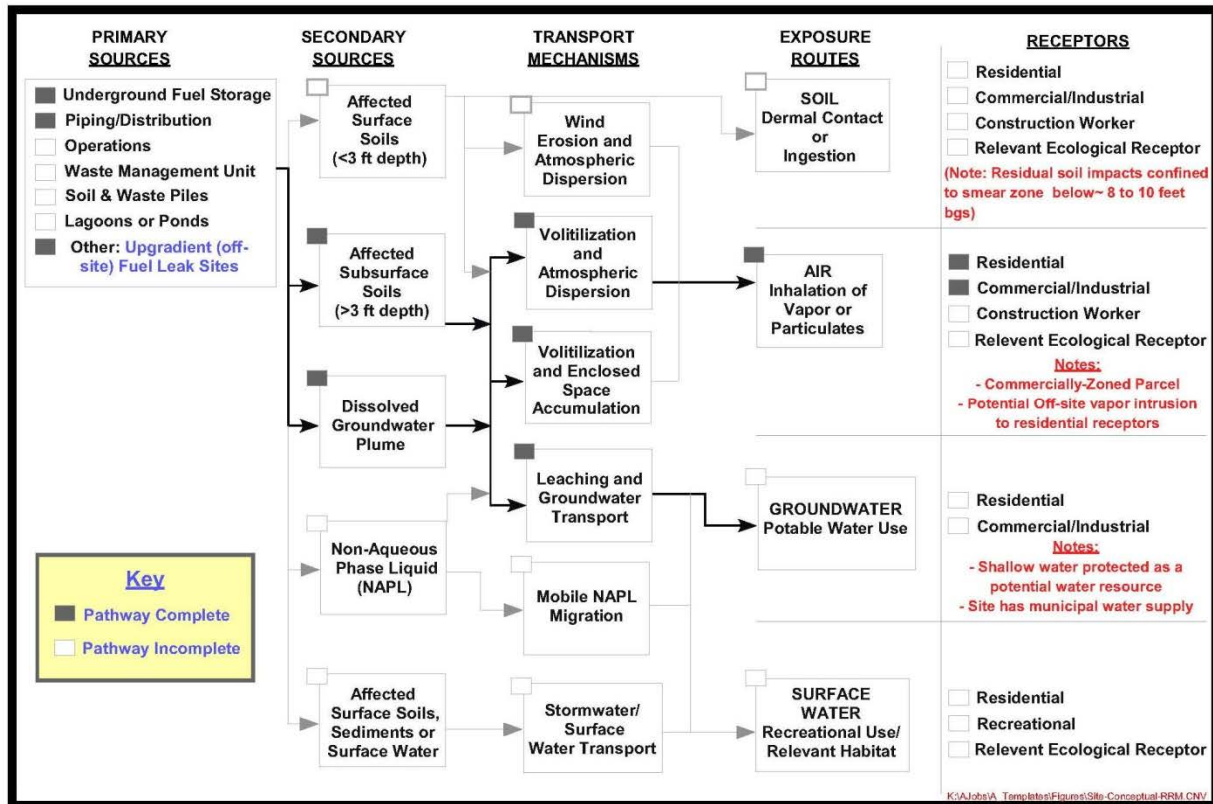 PRIMARY
SOURCES
Underground Fuel Storage
Piping/Distribution
Operations
Waste Management Unit
Soil & Waste Piles
Lagoons or Ponds
Other: Upgradient (off-
site) Fuel Leak Sites
Key
Pathway Complete
Pathway Incomplete
SECONDARY
SOURCES
Affected
Surface
Soils
(<3 ft depth)
Affected
Subsurface
Soils
(>3 ft depth)
Dissolved
Groundwater
Plume
Non-Aqueous
Phase Liquid
(NAPL)
Affected
Surface Soils,
Sediments or
Surface Water
TRANSPORT
MECHANISMS
Wind
Erosion and
Atmospheric
Dispersion
Volitilization
and
Atmospheric
Dispersion
Volitilization
and Enclosed
Space
Accumulation
Leaching and
Groundwater
Transport
Mobile NAPL
Migration
Stormwater/
Surface
Water Transport
EXPOSURE
ROUTES
SOIL
Dermal Contact
or
Ingestion
AIR
Inhalation of
Vapor or
Particulates
GROUNDWATER
Potable Water Use
SURFACE
WATER
Recreational Use/
Relevant Habitat
RECEPTORS
Residential
Commercial/Industrial
Construction Worker
Relevant Ecological Receptor
(Note: Residual soil impacts confined
to smear zone below~ 8 to 10 feet
bgs)
Residential
Commercial/Industrial
Construction Worker
Relevent Ecological Receptor
Notes:
- Commercially-Zoned Parcel
- Potential Off-site vapor intrusion
to residential receptors
Residential
Commercial/Industrial
Notes:
- Shallow water protected as a
potential water resource
- Site has municipal water supply
Residential
Recreational
Relevent Ecological Receptor
K:\AJobs\A_Templates\Figures\Site-Conceptual-RRM.CNV